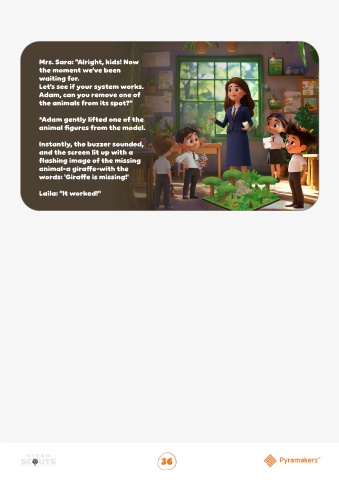 Mrs. Sara: "Alright, kids! Now
the moment we've been
waiting for.
Let's see if your system works.
Adam, can you remove one of
the animals from its spot?"
"Adam gently lifted one of the
animal figures from the model.
Instantly, the buzzer sounded,
and the screen lit up with a
flashing image of the missing
animal-a giraffe-with the
words: 'Giraffe is missing!'
Laila: "It worked!"
STEAM
SCOUTS
36
Pyramakerz